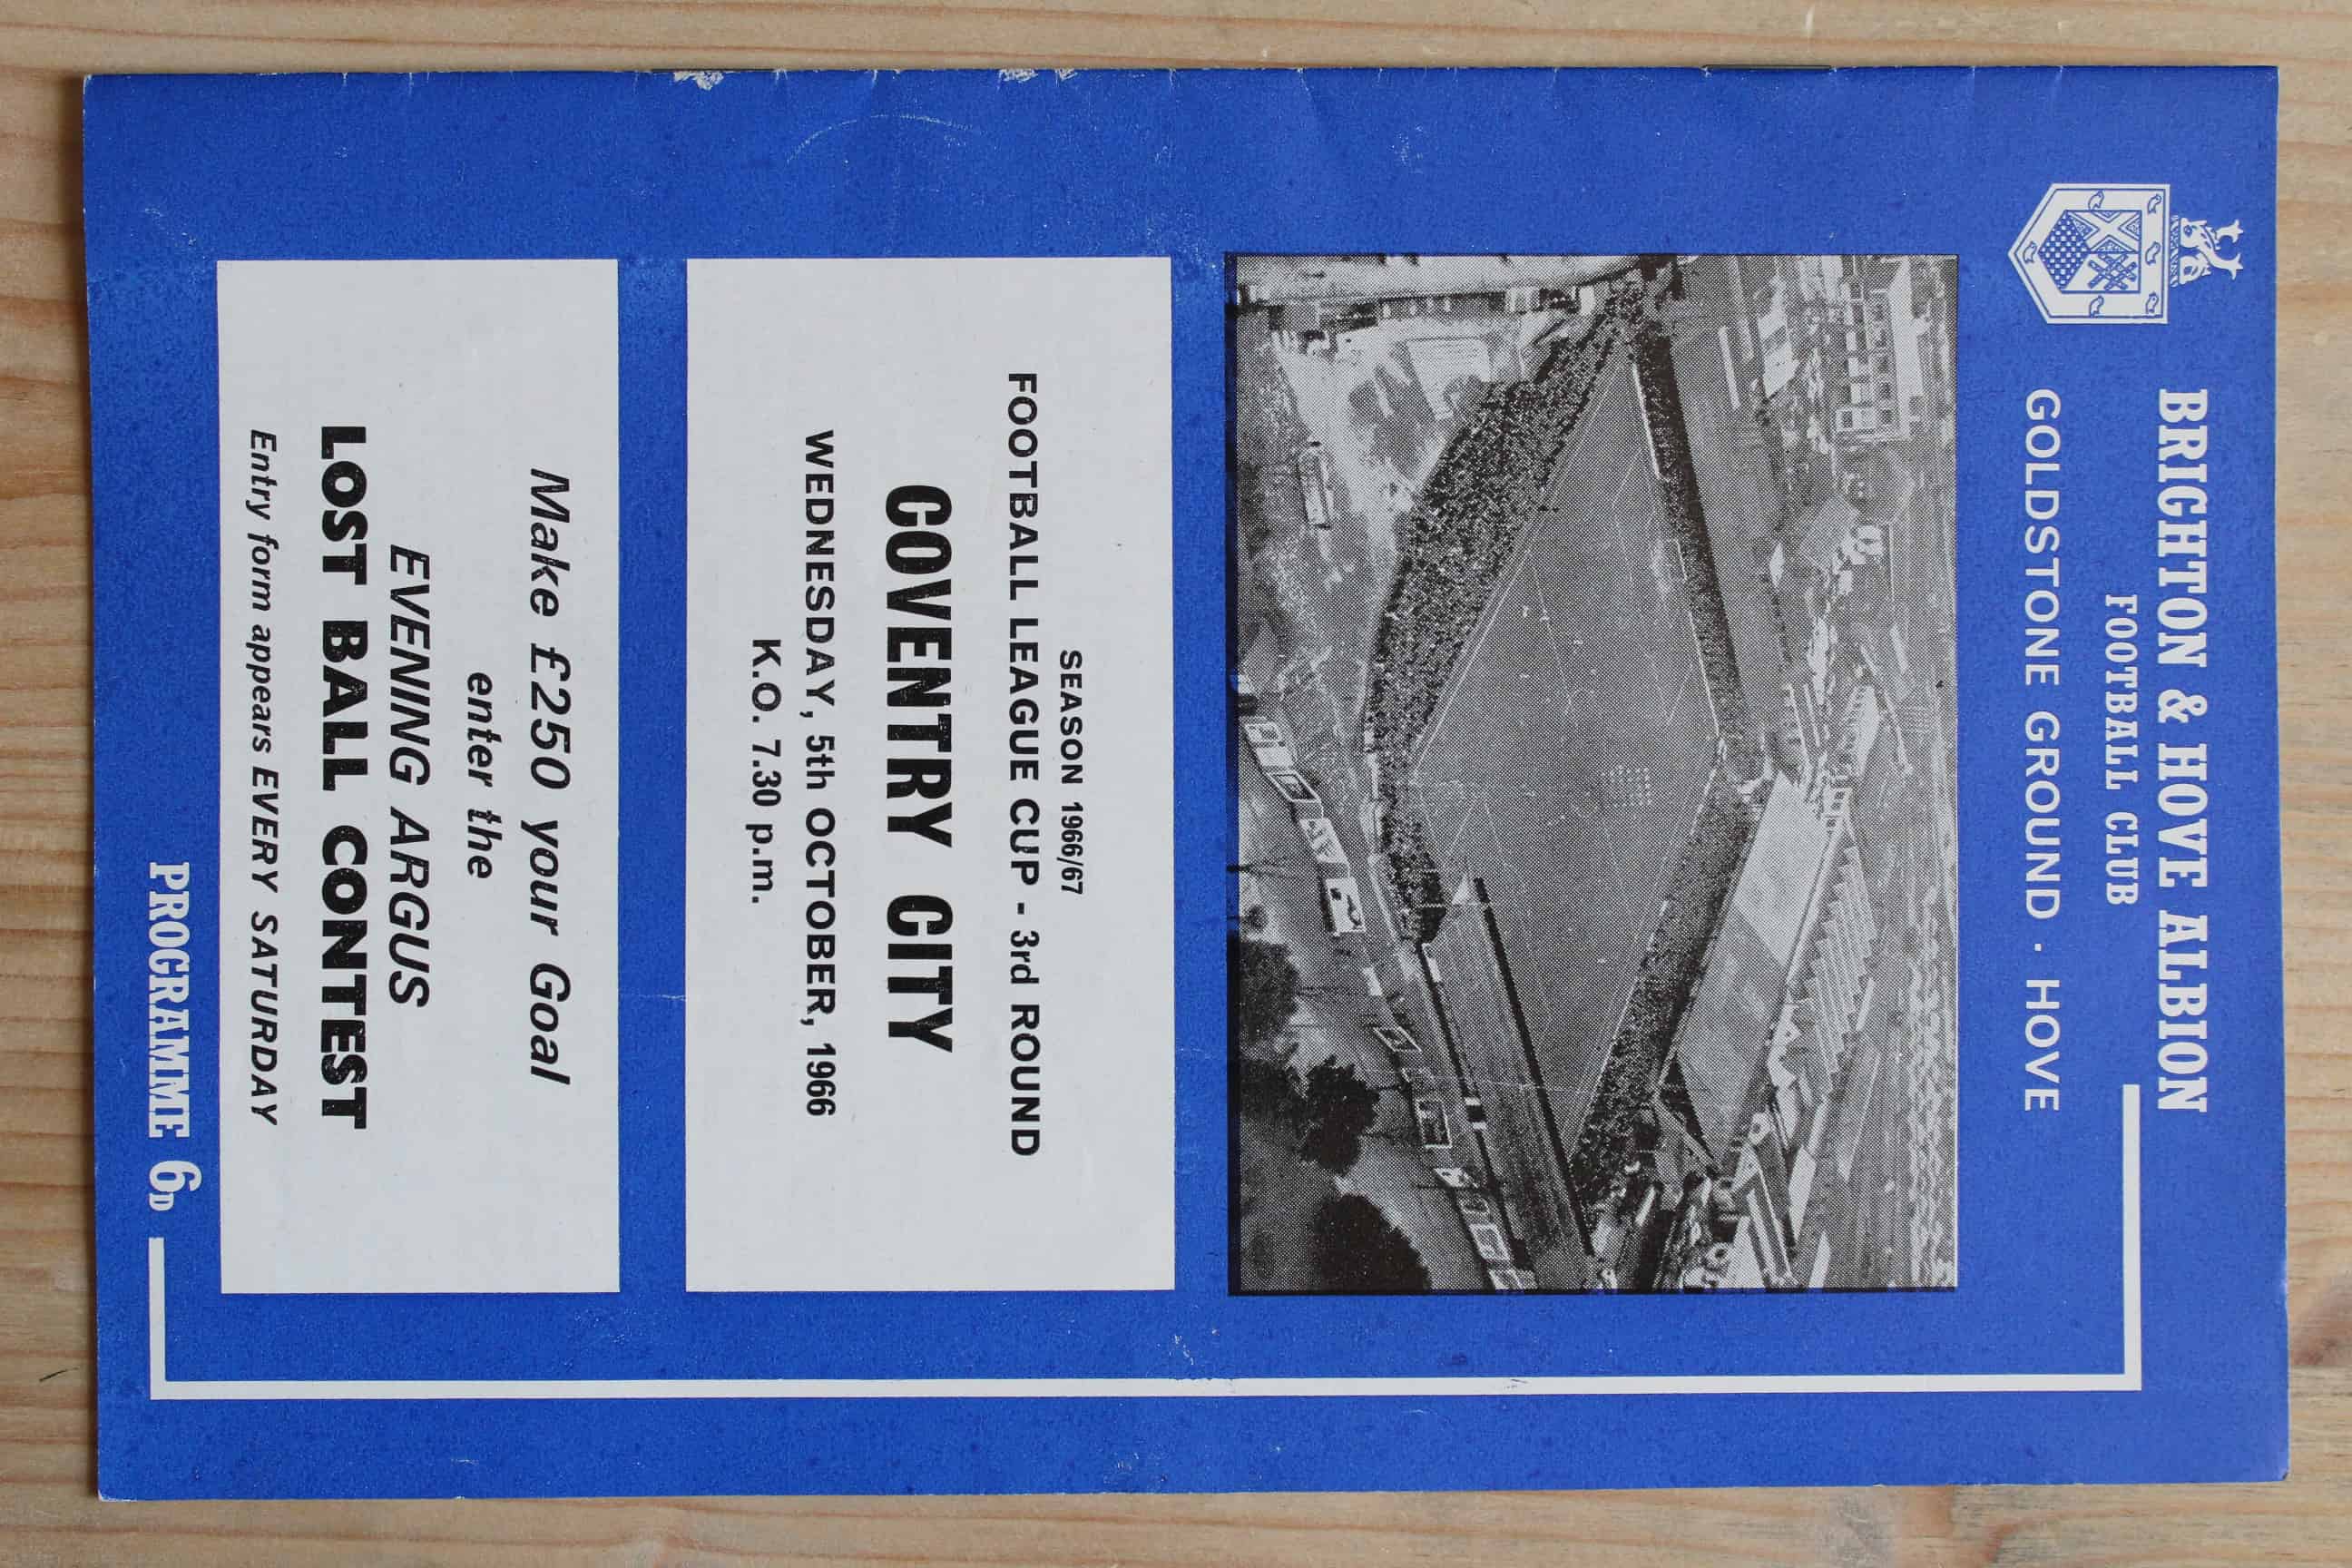 BRIGHTON & HOVE ALBION
FOOTBALL CLUB
GOLDSTONE GROUND · HOVE
SEASON 1966/67
FOOTBALL LEAGUE CUP - 3rd ROUND
COVENTRY CITY
WEDNESDAY, 5th OCTOBER, 1966
K.O. 7.30 p.m.
Make £250 your Goal
enter the
EVENING ARGUS
LOST BALL CONTEST
Entry form appears EVERY SATURDAY
PROGRAMME 6D